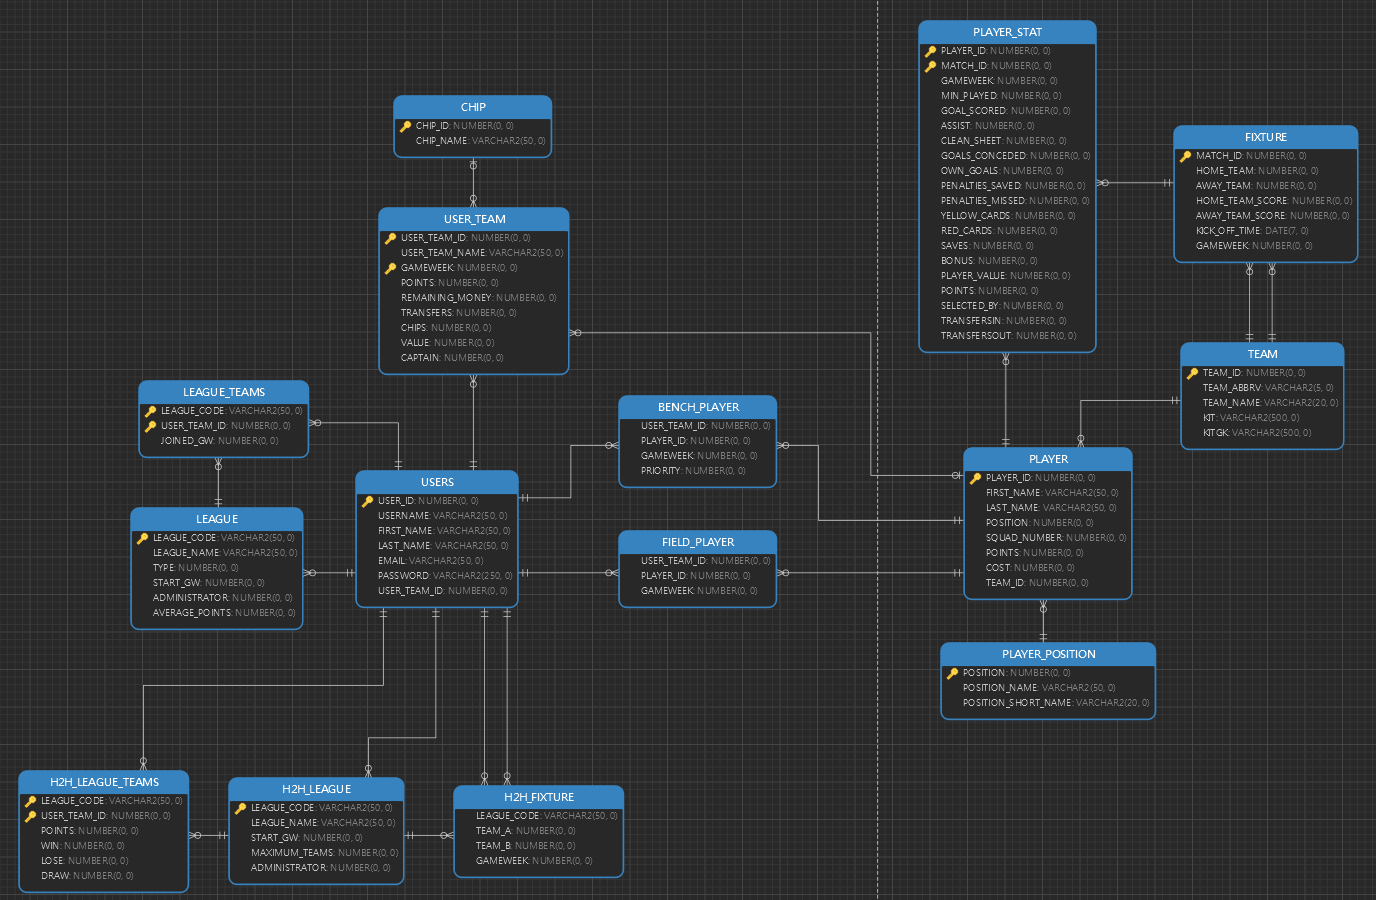 PLAYER_STAT
PLAYER_ID: NUMBER(0, 0)
MATCH_ID: NUMBER(0, 0)
GAMEWEEK: NUMBER(0, 0)
MIN_PLAYED: NUMBER(0, 0)
GOAL_SCORED: NUMBER(0, 0)
ASSIST: NUMBER(0, 0)
CLEAN_SHEET: NUMBER(0, 0)
GOALS_CONCEDED: NUMBER(0, 0)
OWN_GOALS: NUMBER(0, 0)
PENALTIES_SAVED: NUMBER(0, 0)
PENALTIES_MISSED: NUMBER(0, 0)
YELLOW_CARDS: NUMBER(0, 0)
RED_CARDS: NUMBER(0, 0)
SAVES: NUMBER(0, 0)
BONUS: NUMBER(0, 0)
PLAYER_VALUE: NUMBER(0, 0)
POINTS: NUMBER(0, 0)
SELECTED_BY: NUMBER(0, 0)
TRANSFERSIN: NUMBER(0, 0)
TRANSFERSOUT: NUMBER(0, 0)
CHIP
CHIP_ID: NUMBER(0, 0)
CHIP_NAME: VARCHAR2(50, 0)
FIXTURE
MATCH_ID: NUMBER(0, 0)
HOME_TEAM: NUMBER(0, 0)
AWAY_TEAM: NUMBER(0, 0)
HOME_TEAM_SCORE: NUMBER(0, 0)
AWAY_TEAM_SCORE: NUMBER(0, 0)
KICK_OFF_TIME: DATE(7, 0)
GAMEWEEK: NUMBER(0, 0)
USER_TEAM
USER_TEAM_ID: NUMBER(0, 0)
USER_TEAM_NAME: VARCHAR2(50, 0)
GAMEWEEK: NUMBER(0, 0)
POINTS: NUMBER(0, 0)
REMAINING_MONEY: NUMBER(0, 0)
TRANSFERS: NUMBER(0, 0)
CHIPS: NUMBER(0, 0)
VALUE: NUMBER(0, 0)
CAPTAIN: NUMBER(0, 0)
TEAM
TEAM_ID: NUMBER(0, 0)
TEAM_ABBRV: VARCHAR2(5, 0)
TEAM_NAME: VARCHAR2(20, 0)
KIT: VARCHAR2(500, 0)
KITGK: VARCHAR2(500, 0)
LEAGUE_TEAMS
LEAGUE_CODE: VARCHAR2(50, 0)
USER_TEAM_ID: NUMBER(0, 0)
JOINED_GW: NUMBER(0, 0)
BENCH_PLAYER
USER_TEAM_ID: NUMBER(0, 0)
PLAYER_ID: NUMBER(0, 0)
GAMEWEEK: NUMBER(0, 0)
PRIORITY: NUMBER(0, 0)
USERS
USER_ID: NUMBER(0, 0)
USERNAME: VARCHAR2(50, 0)
FIRST_NAME: VARCHAR2(50, 0)
LAST_NAME: VARCHAR2(50, 0)
EMAIL: VARCHAR2(50, 0)
PASSWORD: VARCHAR2(250, 0)
USER_TEAM_ID: NUMBER(0, 0)
PLAYER
PLAYER_ID: NUMBER(0, 0)
FIRST_NAME: VARCHAR2(50, 0)
LAST_NAME: VARCHAR2(50, 0)
POSITION: NUMBER(0, 0)
SQUAD_NUMBER: NUMBER(0, 0)
POINTS: NUMBER(0, 0)
COST: NUMBER(0, 0)
TEAM_ID: NUMBER(0, 0)
LEAGUE
LEAGUE_CODE: VARCHAR2(50, 0)
LEAGUE_NAME: VARCHAR2(50, 0)
TYPE: NUMBER(0, 0)
START_GW: NUMBER(0, 0)
ADMINISTRATOR: NUMBER(0, 0)
AVERAGE_POINTS: NUMBER(0, 0)
FIELD_PLAYER
USER_TEAM_ID: NUMBER(0, 0)
PLAYER_ID: NUMBER(0, 0)
GAMEWEEK: NUMBER(0, 0)
PLAYER_POSITION
POSITION: NUMBER(0, 0)
POSITION_NAME: VARCHAR2(50, 0)
POSITION_SHORT_NAME: VARCHAR2(20, 0)
H2H_LEAGUE_TEAMS
LEAGUE_CODE: VARCHAR2(50, 0)
USER_TEAM_ID: NUMBER(0, 0)
POINTS: NUMBER(0, 0)
WIN: NUMBER(0, 0)
LOSE: NUMBER(0, 0)
DRAW: NUMBER(0, 0)
H2H_LEAGUE
LEAGUE_CODE: VARCHAR2(50, 0)
LEAGUE_NAME: VARCHAR2(50, 0)
START_GW: NUMBER(0, 0)
MAXIMUM_TEAMS: NUMBER(0, 0)
ADMINISTRATOR: NUMBER(0, 0)
H2H_FIXTURE
LEAGUE_CODE: VARCHAR2(50, 0)
TEAM_A: NUMBER(0, 0)
TEAM_B: NUMBER(0, 0)
GAMEWEEK: NUMBER(0, 0)